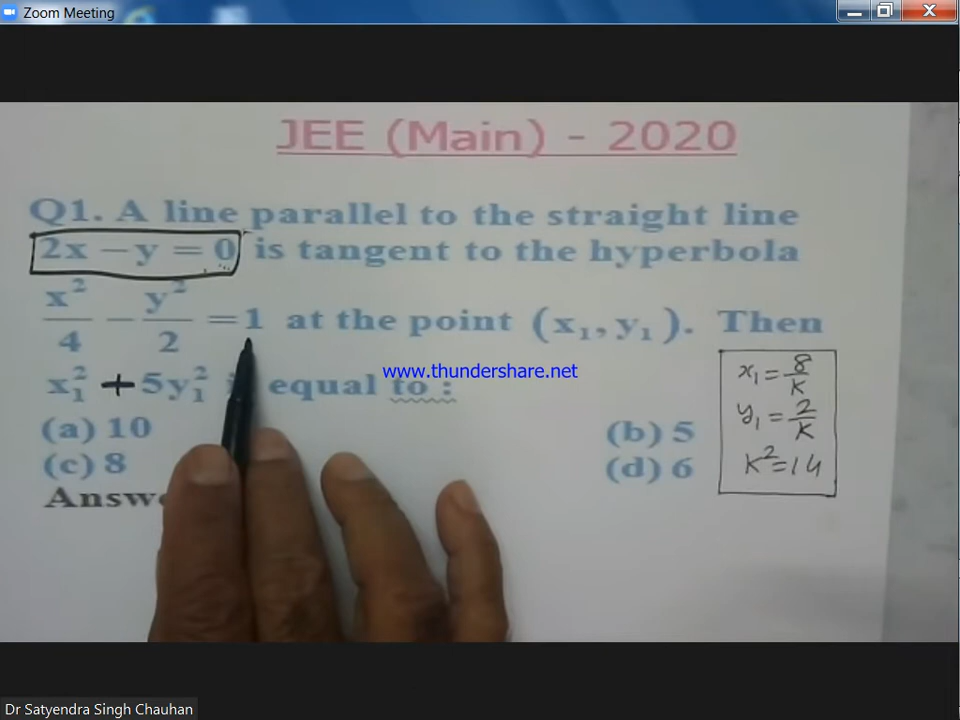 Zoom Meeting
JEE (Main) - 2020
Q1. A line parallel to the straight line
2x − y = 0 is tangent to the hyperbola
x²/4 − y²/2 = 1 at the point (x₁, y₁). Then
x₁² + 5y₁² equal to :
www.thundershare.net
(a) 10
(b) 5
(c) 8
(d) 6
x₁ = 8/K
y₁ = 2/K
K² = 14
Dr Satyendra Singh Chauhan